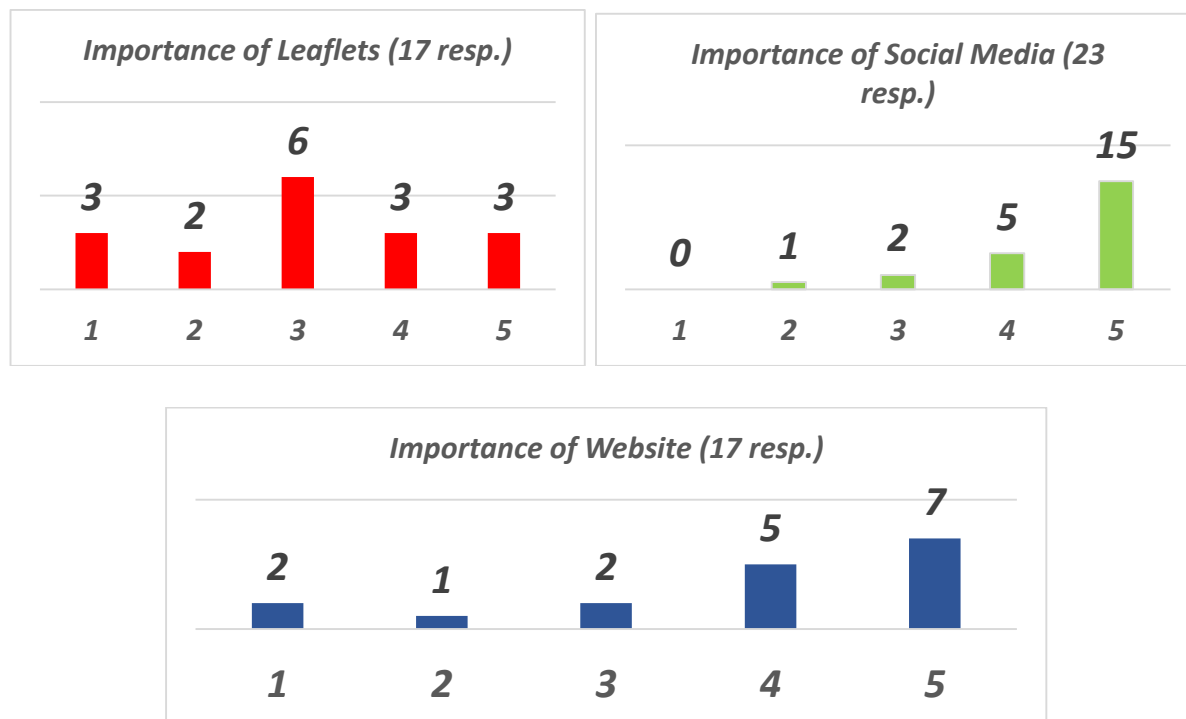 Importance of Leaflets (17 resp.)
3
2
6
3
3
1 2 3 4 5
Importance of Social Media (23
resp.)
0
1
2
5
15
1 2 3 4 5
Importance of Website (17 resp.)
2
1
2
5
7
1 2 3 4 5